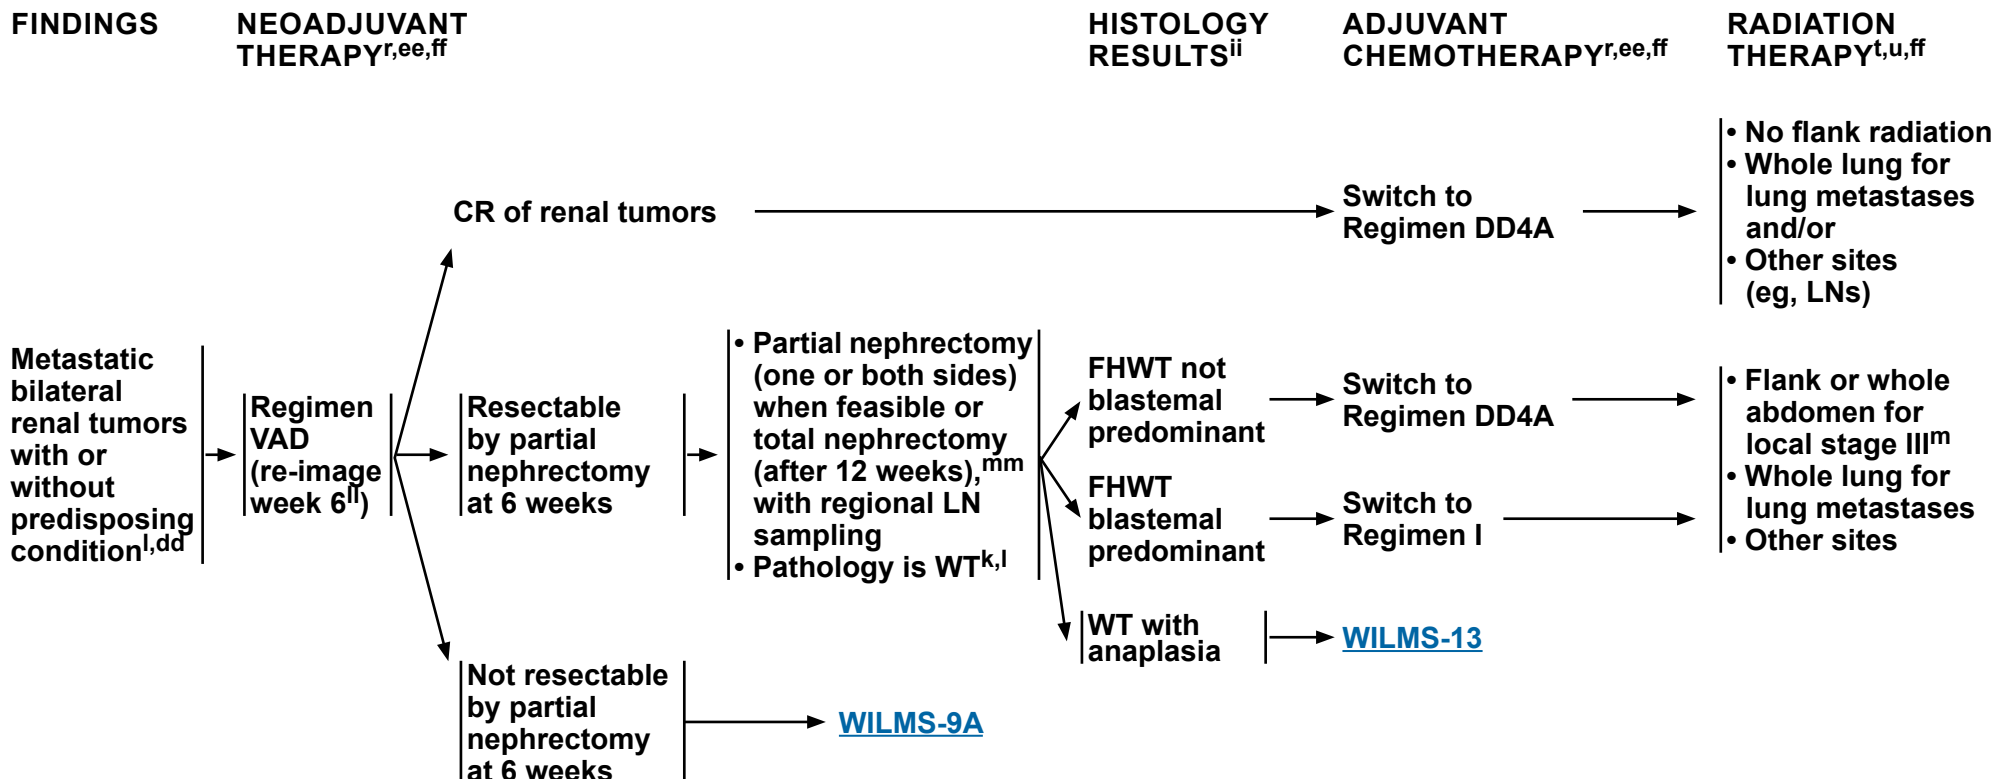 FINDINGS
NEOADJUVANT
THERAPYr,ee,ff
HISTOLOGY
RESULTSii
ADJUVANT
CHEMOTHERAPYr,ee,ff
RADIATION
THERAPYt,u,ff
Metastatic
bilateral
renal tumors
with or
without
predisposing
conditionl,dd
Regimen
VAD
(re-image
week 6ll)
CR of renal tumors
Switch to
Regimen DD4A
• No flank radiation
• Whole lung for
lung metastases
and/or
• Other sites
(eg, LNs)
Resectable
by partial
nephrectomy
at 6 weeks
• Partial nephrectomy
(one or both sides)
when feasible or
total nephrectomy
(after 12 weeks),mm
with regional LN
sampling
• Pathology is WTk,l
FHWT not
blastemal
predominant
Switch to
Regimen DD4A
FHWT
blastemal
predominant
Switch to
Regimen I
• Flank or whole
abdomen for
local stage IIIm
• Whole lung for
lung metastases
• Other sites
WT with
anaplasia
WILMS-13
Not resectable
by partial
nephrectomy
at 6 weeks
WILMS-9A